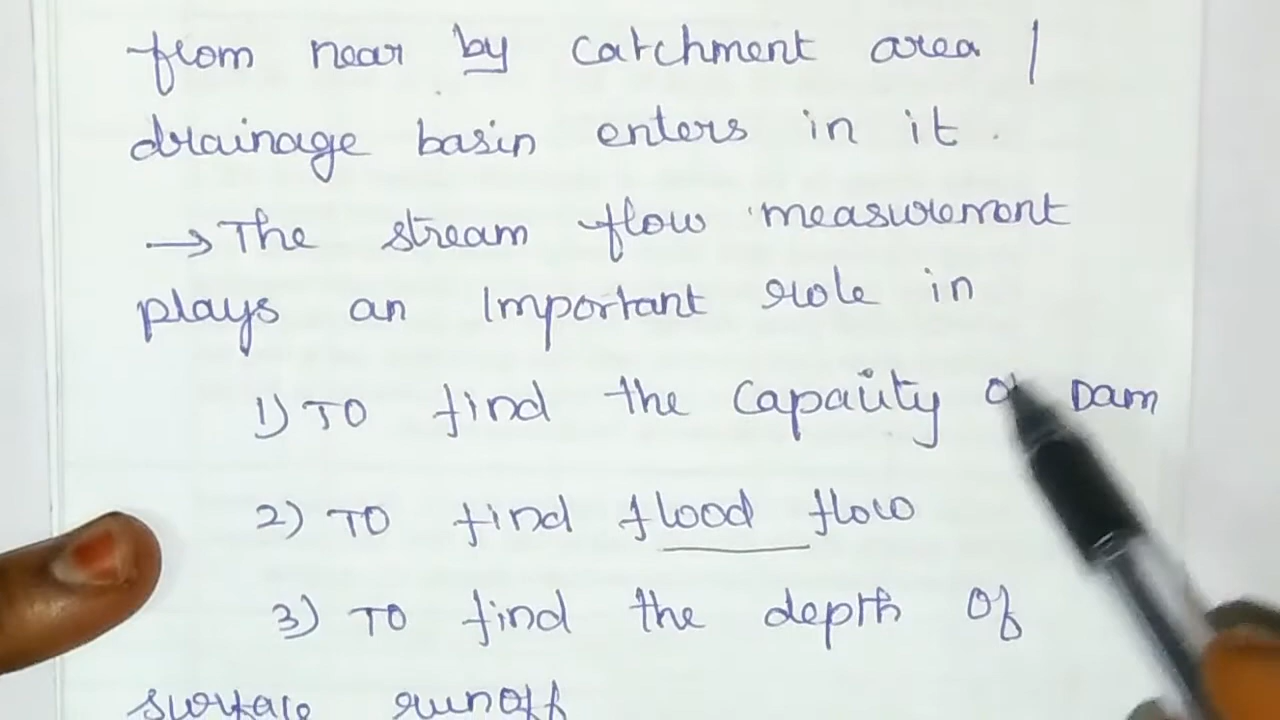 from near by catchment area /
drainage basin enters in it.
→ The stream flow measurement
plays an Important role in
1) TO find the capacity of Dam
2) TO find flood flow
3) TO find the depth of
surface runoff